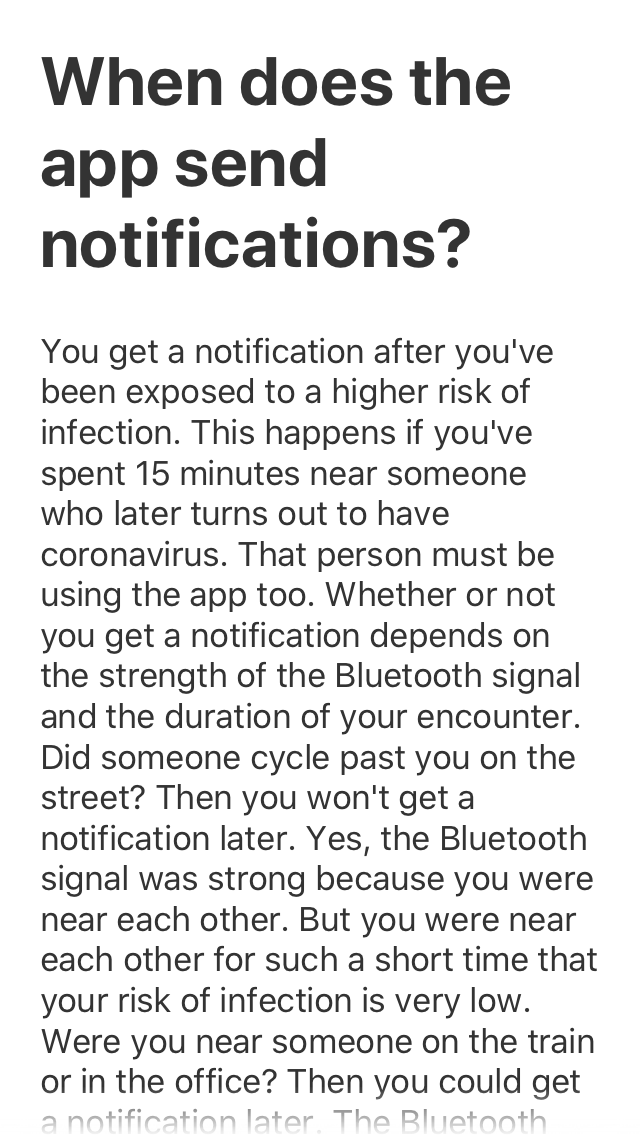 When does the
app send
notifications?
You get a notification after you've
been exposed to a higher risk of
infection. This happens if you've
spent 15 minutes near someone
who later turns out to have
coronavirus. That person must be
using the app too. Whether or not
you get a notification depends on
the strength of the Bluetooth signal
and the duration of your encounter.
Did someone cycle past you on the
street? Then you won't get a
notification later. Yes, the Bluetooth
signal was strong because you were
near each other. But you were near
each other for such a short time that
your risk of infection is very low.
Were you near someone on the train
or in the office? Then you could get
a notification later. The Bluetooth